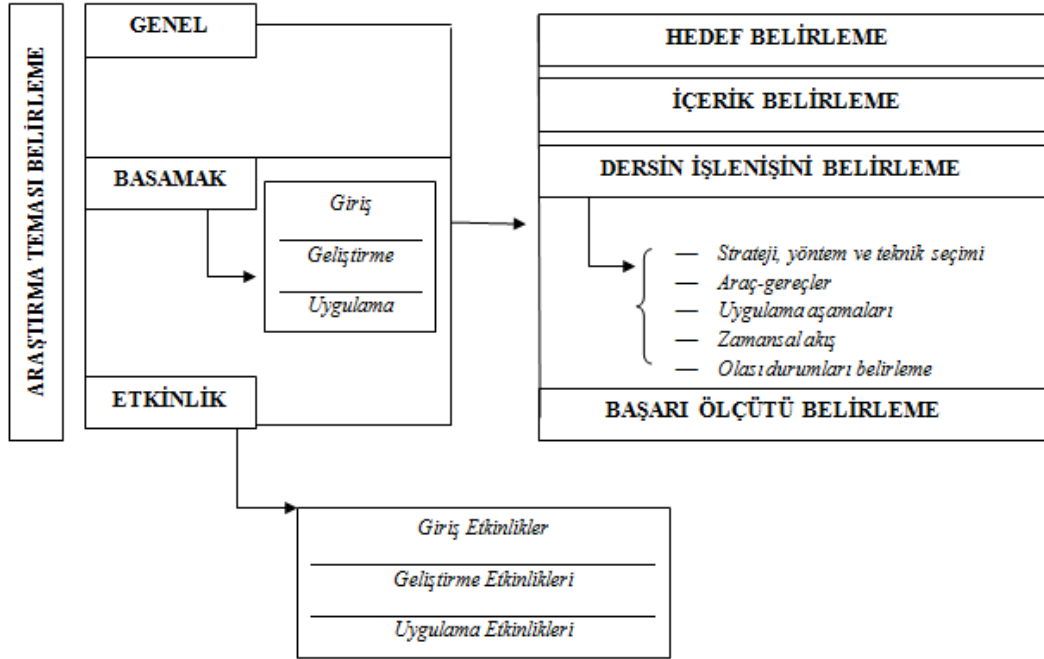 ARAŞTIRMA TEMASI BELİRLEME
GENEL
BASAMAK
Giriş
Geliştirme
Uygulama
ETKİNLİK
Giriş Etkinlikler
Geliştirme Etkinlikleri
Uygulama Etkinlikleri
HEDEF BELİRLEME
İÇERİK BELİRLEME
DERSİN İŞLENİŞİNİ BELİRLEME
— Strateji, yöntem ve teknik seçimi
— Araç-gereçler
— Uygulama aşamaları
— Zamansal akış
— Olası durumları belirleme
BAŞARI ÖLÇÜTÜ BELİRLEME